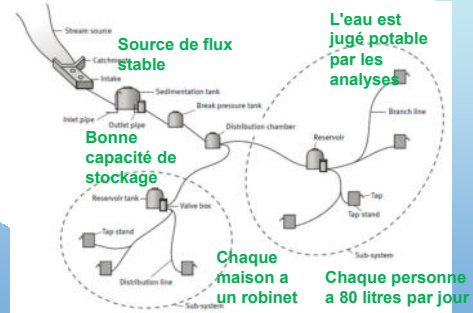 Stream source
Source de flux
stable
L'eau est
jugé potable
par les
analyses
Catchment
Intake
Sedimentation tank
Break pressure tank
Inlet pipe
Outlet pipe
Distribution chamber
Branch line
Bonne
capacité de
stockage
Reservoir
Reservoir tank
Valve box
Tap
Tap stand
Tap stand
Sub-system
Chaque
maison a
un robinet
Chaque personne
a 80 litres par jour
Distribution line
Sub-system